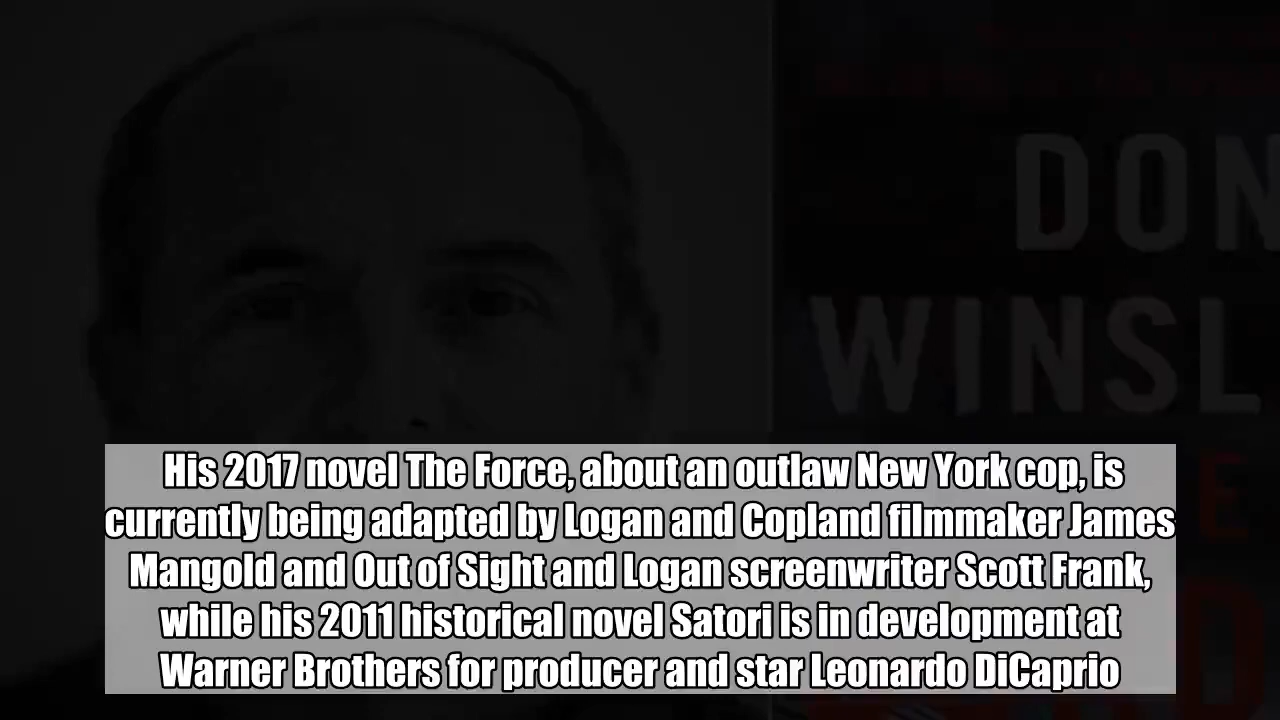 DON
WINSL
His 2017 novel The Force, about an outlaw New York cop, is
currently being adapted by Logan and Copland filmmaker James
Mangold and Out of Sight and Logan screenwriter Scott Frank,
while his 2011 historical novel Satori is in development at
Warner Brothers for producer and star Leonardo DiCaprio